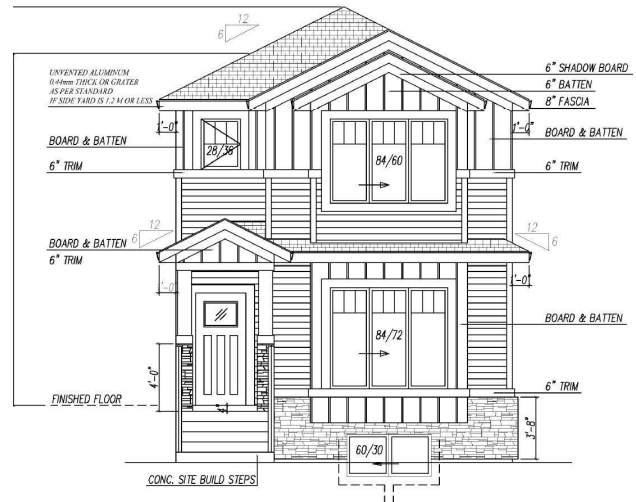 12
6
UNVENTED ALUMINUM
0.44mm THICK OR GRATER
AS PER STANDARD
IF SIDE YARD IS 1.2 M OR LESS
6" SHADOW BOARD
6" BATTEN
8" FASCIA
1'-0"
1'-0"
BOARD & BATTEN
28/36
84/60
BOARD & BATTEN
6" TRIM
6" TRIM
12
6
12
6
BOARD & BATTEN
6" TRIM
1'-0"
1'-0"
84/72
BOARD & BATTEN
4'-0"
6" TRIM
FINISHED FLOOR
3'-8"
60/30
CONC. SITE BUILD STEPS